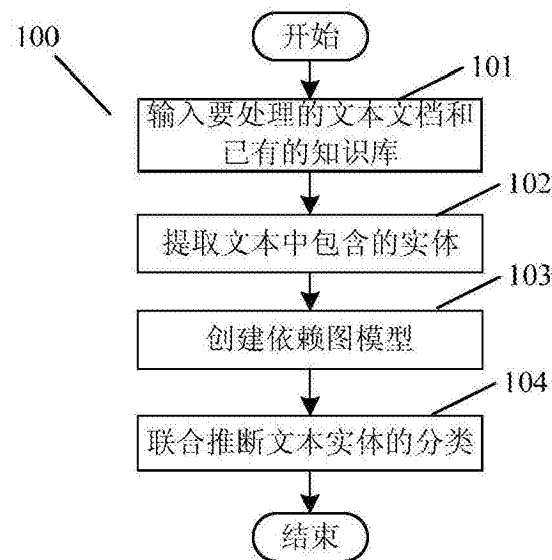 开始
100
101
输入要处理的文本文档和
已有的知识库
102
提取文本中包含的实体
103
创建依赖图模型
104
联合推断文本实体的分类
结束